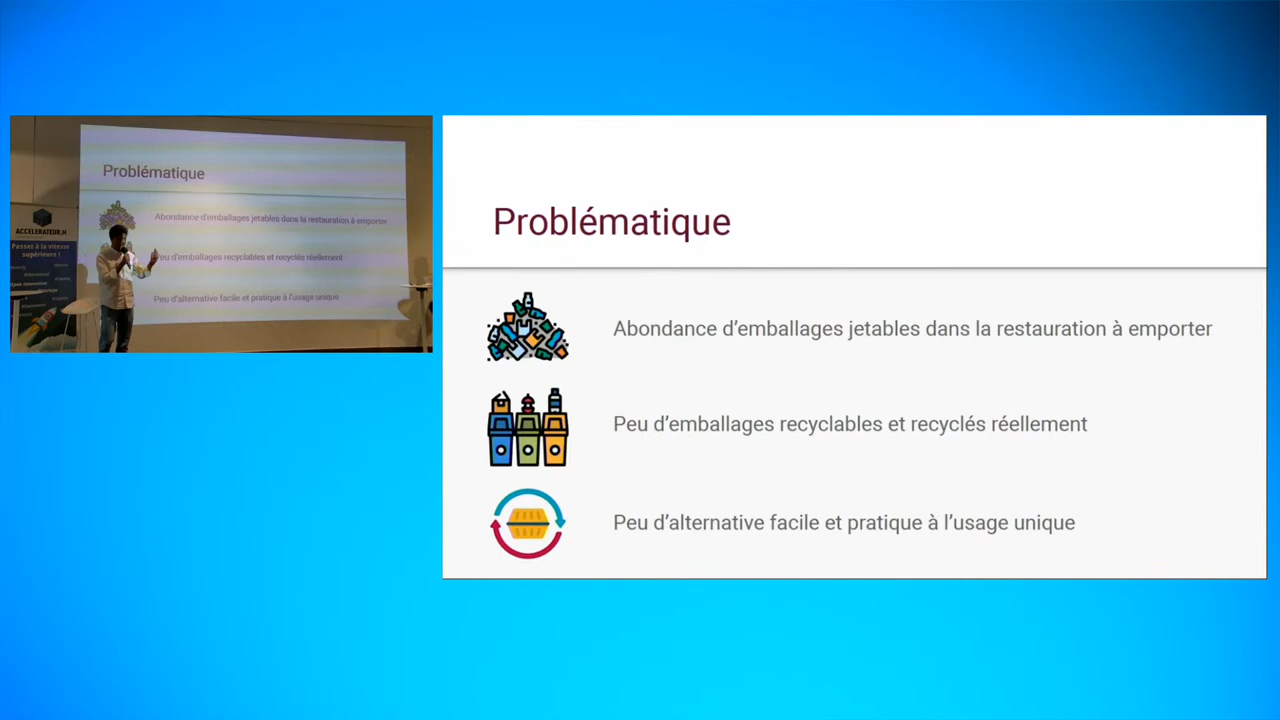 Problématique
Abondance d'emballages jetables dans la restauration à emporter
Peu d'emballages recyclables et recyclés réellement
Peu d'alternative facile et pratique à l'usage unique
ACCELERATEUR.H
Passez à la vitesse
supérieure !
Problématique
Abondance d’emballages jetables dans la restauration à emporter
Peu d’emballages recyclables et recyclés réellement
Peu d’alternative facile et pratique à l’usage unique